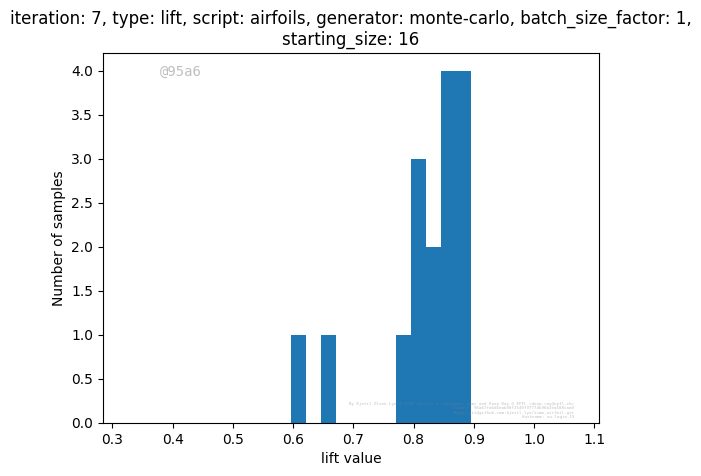 iteration: 7, type: lift, script: airfoils, generator: monte-carlo, batch_size_factor: 1,
starting_size: 16
@95a6
4.0
3.5
3.0
2.5
2.0
1.5
1.0
0.5
0.0
Number of samples
0.3 0.4 0.5 0.6 0.7 0.8 0.9 1.0 1.1
lift value